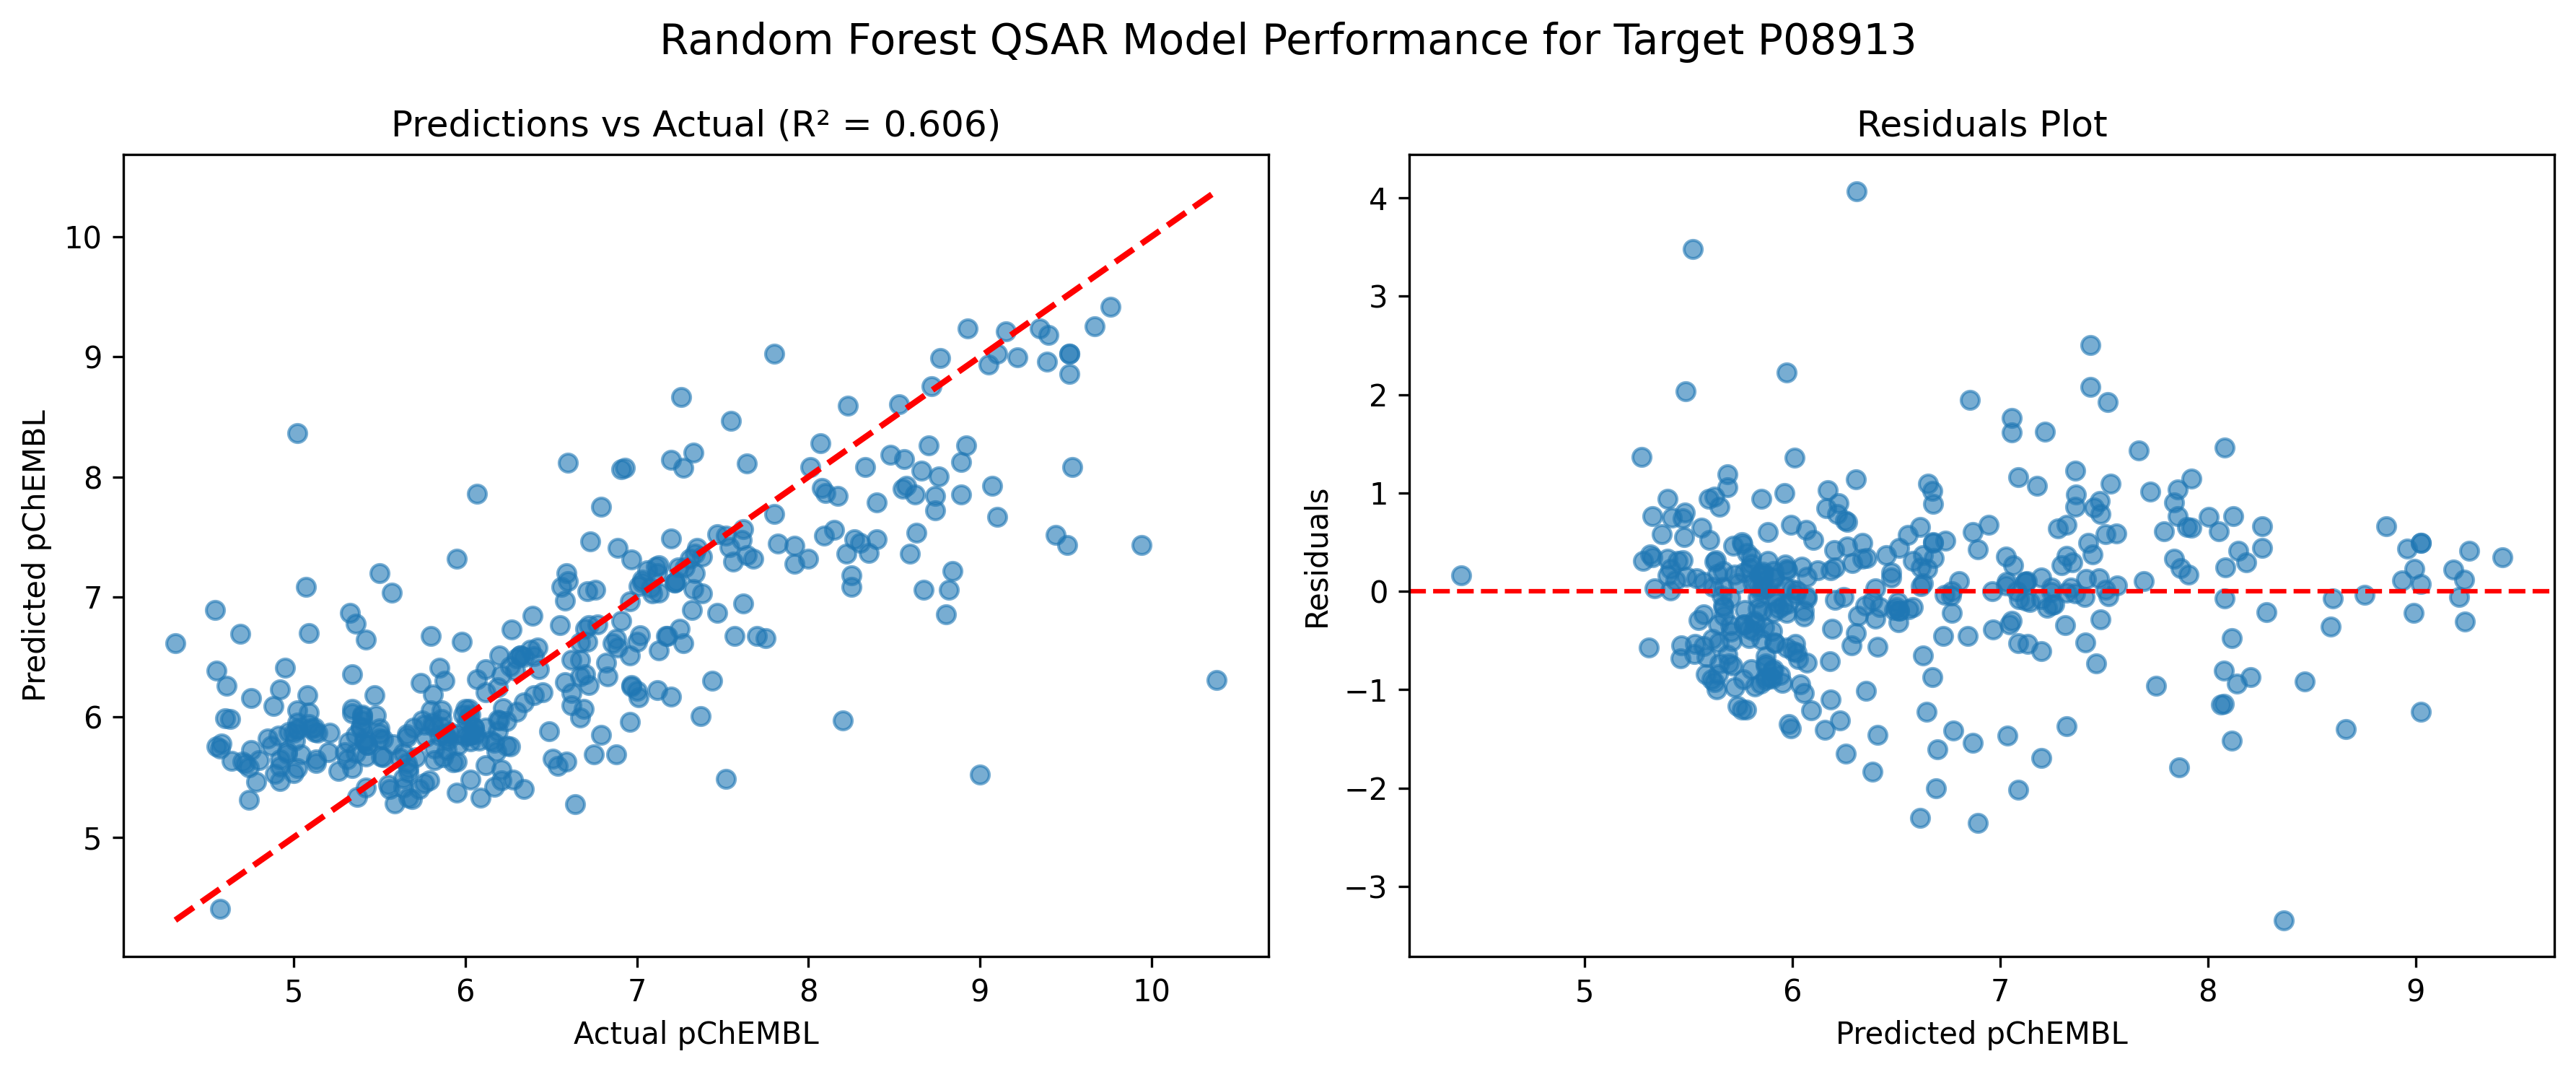 Random Forest QSAR Model Performance for Target P08913
Predictions vs Actual (R² = 0.606)
10
9
8
7
6
5
Predicted pChEMBL
5 6 7 8 9 10
Actual pChEMBL
Residuals Plot
4
3
2
1
0
−1
−2
−3
Residuals
5 6 7 8 9
Predicted pChEMBL